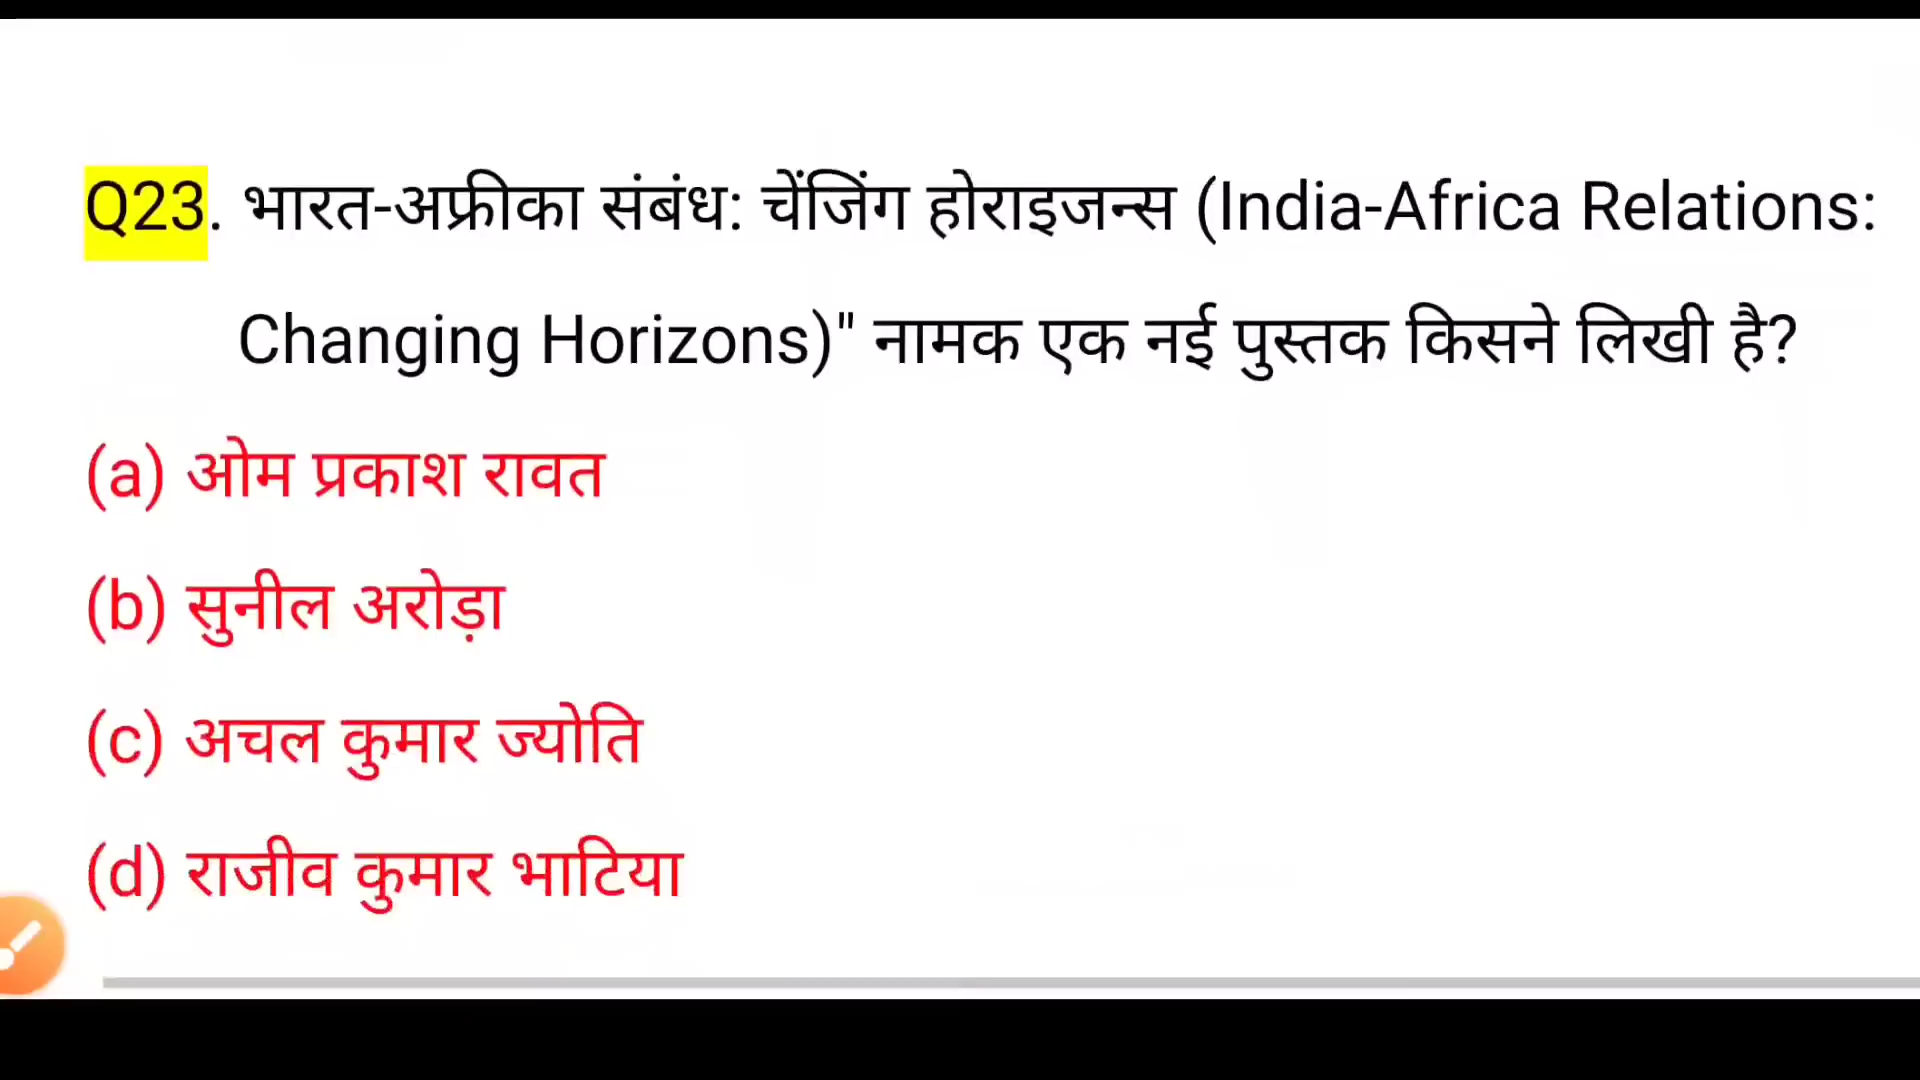 Q23. भारत-अफ्रीका संबंध: चेंजिंग होराइजन्स (India-Africa Relations:
Changing Horizons)" नामक एक नई पुस्तक किसने लिखी है?
(a) ओम प्रकाश रावत
(b) सुनील अरोड़ा
(c) अचल कुमार ज्योति
(d) राजीव कुमार भाटिया